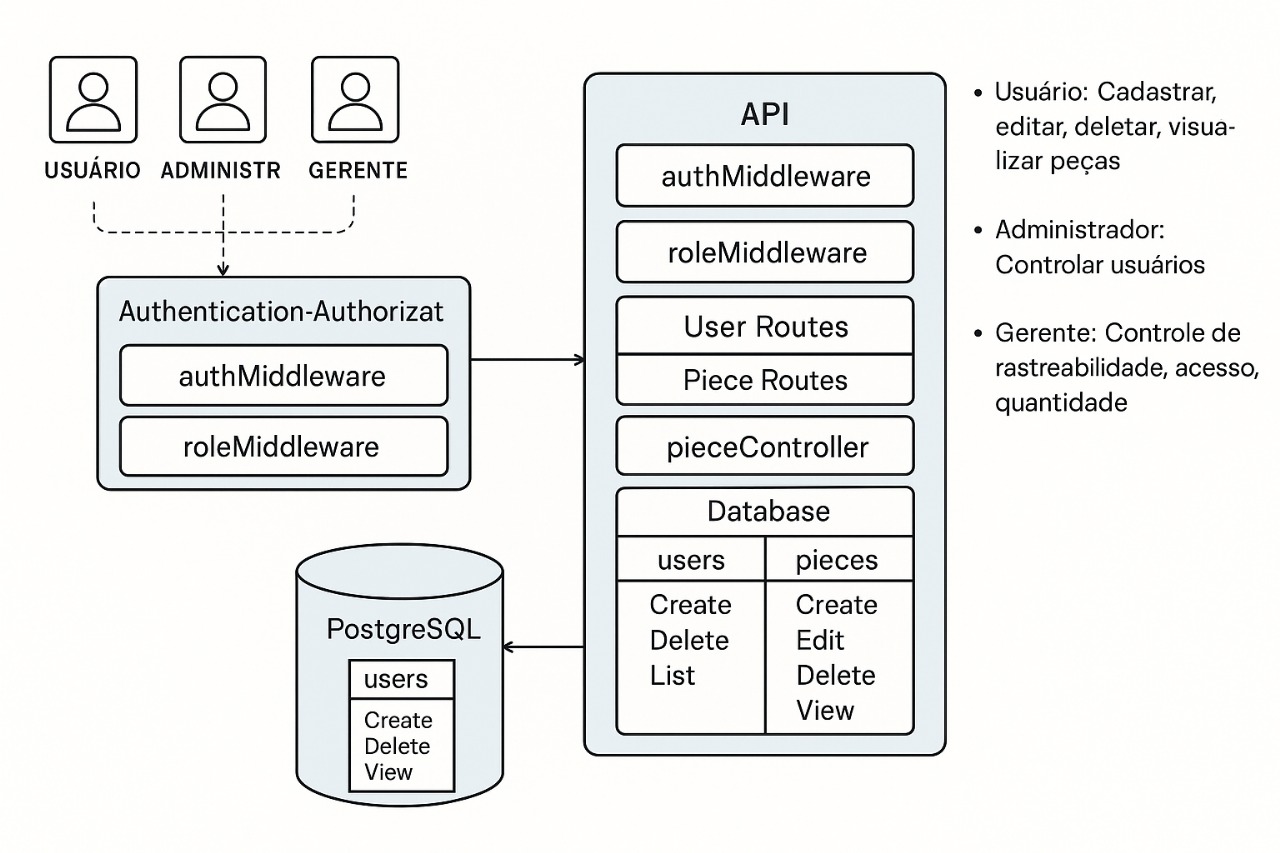 USUÁRIO
ADMINISTR
GERENTE
Authentication-Authorizat
authMiddleware
roleMiddleware
API
authMiddleware
roleMiddleware
User Routes
Piece Routes
pieceController
Database
users
pieces
Create
Delete
List
Create
Edit
Delete
View
PostgreSQL
users
Create
Delete
View
• Usuário: Cadastrar,
editar, deletar, visua-
lizar peças
• Administrador:
Controlar usuários
• Gerente: Controle de
rastreabilidade, acesso,
quantidade